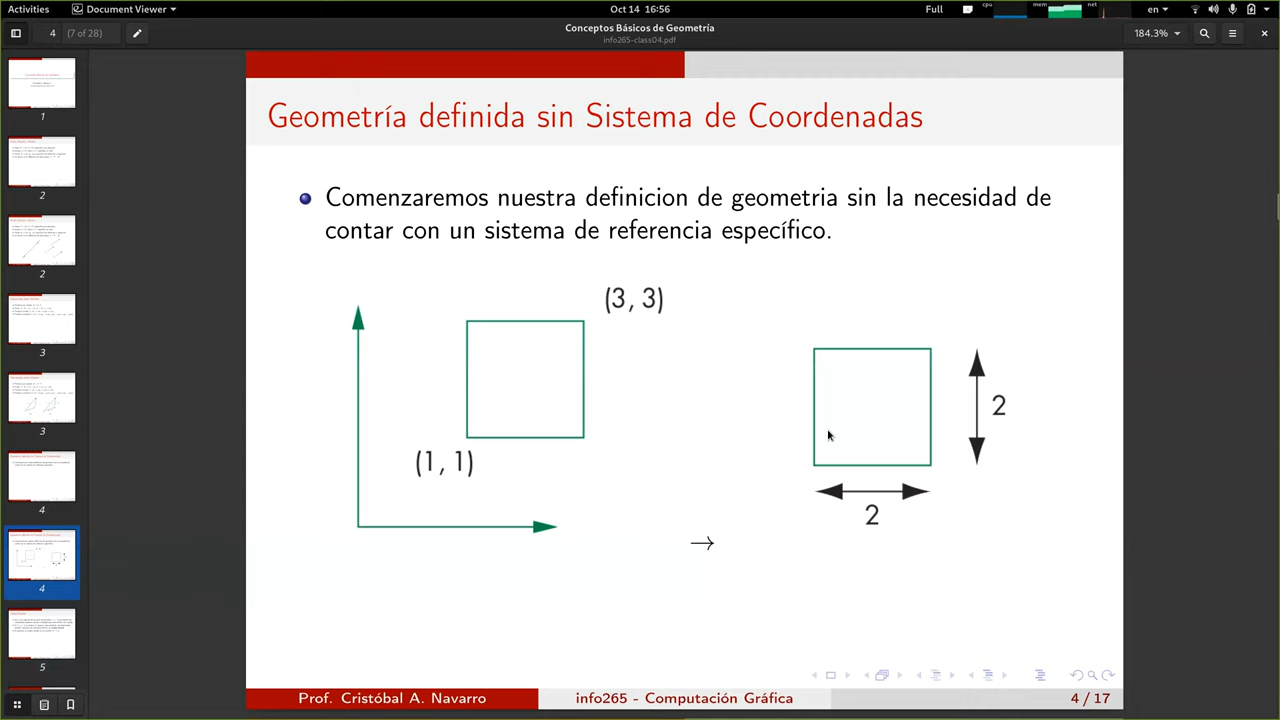 Activities
Document Viewer
Oct 14 16:56
Full
cpu
mem
net
en
4
(7 of 28)
Conceptos Básicos de Geometría
info265-class04.pdf
184.3%
1
2
2
3
3
4
4
5
Geometría definida sin Sistema de Coordenadas
Comenzaremos nuestra definicion de geometria sin la necesidad de
contar con un sistema de referencia específico.
(3, 3)
(1, 1)
2
2
→
Prof. Cristóbal A. Navarro
info265 - Computación Gráfica
4 / 17